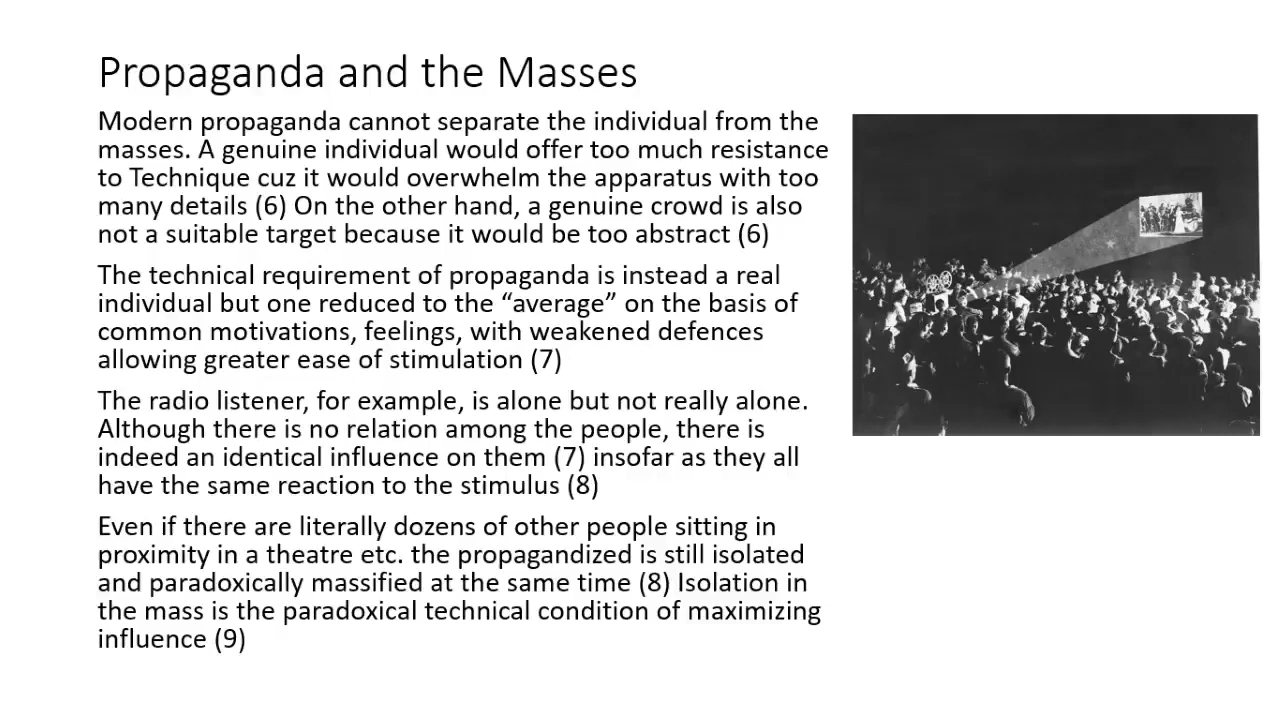 Propaganda and the Masses
Modern propaganda cannot separate the individual from the
masses. A genuine individual would offer too much resistance
to Technique cuz it would overwhelm the apparatus with too
many details (6) On the other hand, a genuine crowd is also
not a suitable target because it would be too abstract (6)
The technical requirement of propaganda is instead a real
individual but one reduced to the “average” on the basis of
common motivations, feelings, with weakened defences
allowing greater ease of stimulation (7)
The radio listener, for example, is alone but not really alone.
Although there is no relation among the people, there is
indeed an identical influence on them (7) insofar as they all
have the same reaction to the stimulus (8)
Even if there are literally dozens of other people sitting in
proximity in a theatre etc. the propagandized is still isolated
and paradoxically massified at the same time (8) Isolation in
the mass is the paradoxical technical condition of maximizing
influence (9)